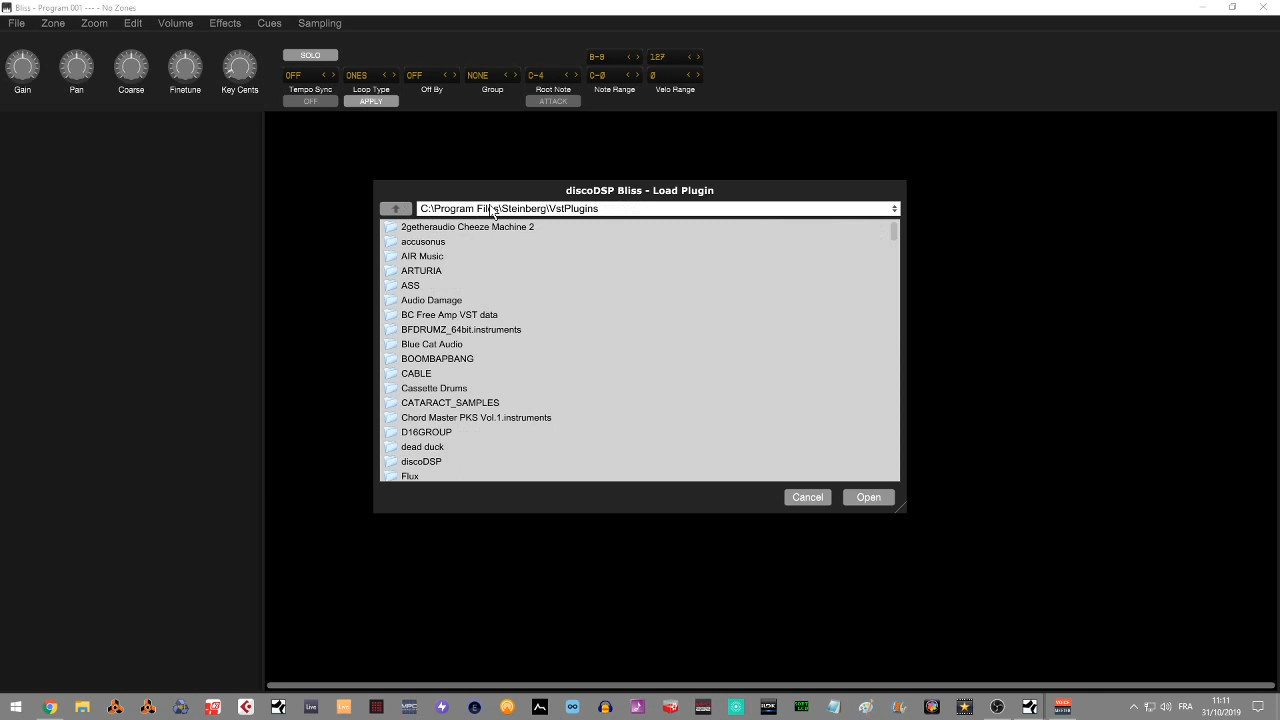 Bliss - Program 001 --- - No Zones
File Zone Zoom Edit Volume Effects Cues Sampling
SOLO
B-8 127
OFF ONES OFF NONE C-4 C-0 0
Gain Pan Coarse Finetune Key Cents Tempo Sync Loop Type Off By Group Root Note Note Range Velo Range
OFF APPLY ATTACK
discoDSP Bliss - Load Plugin
C:\Program Files\Steinberg\VstPlugins
2getheraudio Cheeze Machine 2
accusonus
AIR Music
ARTURIA
ASS
Audio Damage
BC Free Amp VST data
BFDRUMZ_64bit.instruments
Blue Cat Audio
BOOMBAPBANG
CABLE
Cassette Drums
CATARACT_SAMPLES
Chord Master PKS Vol.1.instruments
D16GROUP
dead duck
discoDSP
Flux
Cancel Open
Live live MPC
FRA
11:11
31/10/2019